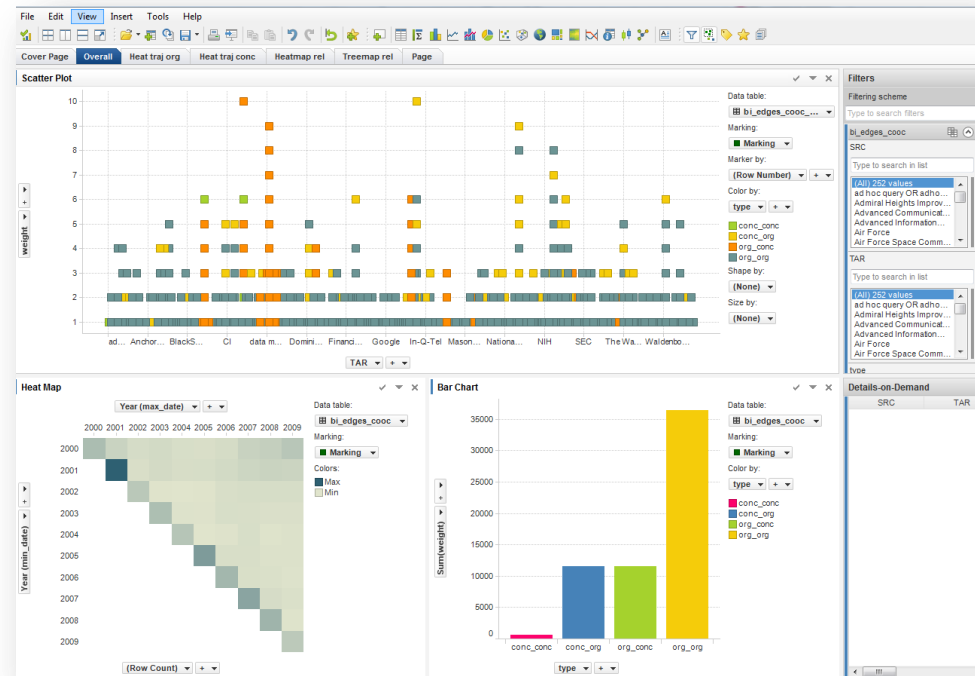 File Edit View Insert Tools Help
Cover Page Overall Heat traj org Heat traj conc Heatmap rel Treemap rel Page
Scatter Plot
10
9
8
7
6
5
4
3
2
1
weight
ad... Anchor... BlackS... CI data m... Domini... Financi... Google In-Q-Tel Mason... Nationa... NIH SEC The Wa... Waldenbo...
TAR
Data table:
bi_edges_cooc_...
Marking:
Marking
Marker by:
(Row Number)
Color by:
type
conc_conc
conc_org
org_conc
org_org
Shape by:
(None)
Size by:
(None)
Filters
Filtering scheme
Type to search filters
bi_edges_cooc
SRC
Type to search in list
(All) 252 values
ad hoc query OR adho...
Admiral Heights Improv...
Advanced Communicat...
Advanced Information...
Air Force
Air Force Space Comm...
TAR
Type to search in list
(All) 252 values
ad hoc query OR adho...
Admiral Heights Improv...
Advanced Communicat...
Advanced Information...
Air Force
Air Force Space Comm...
type
Heat Map
Year (max_date)
2000 2001 2002 2003 2004 2005 2006 2007 2008 2009
2000
2001
2002
2003
2004
2005
2006
2007
2008
2009
Year (min_date)
(Row Count)
Data table:
bi_edges_cooc
Marking:
Marking
Colors:
Max
Min
Bar Chart
35000
30000
25000
20000
15000
10000
5000
0
Sum(weight)
conc_conc conc_org org_conc org_org
type
Data table:
bi_edges_cooc
Marking:
Marking
Color by:
type
conc_conc
conc_org
org_conc
org_org
Details-on-Demand
SRC TAR